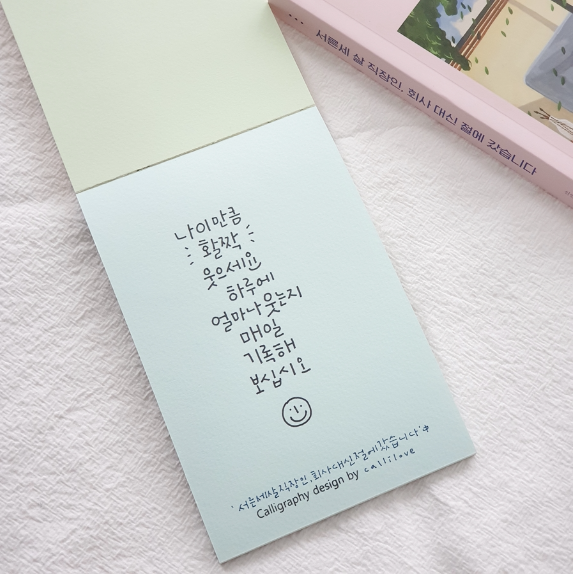 서른세 살 직장인, 회사 대신 절에 갔습니다
나이만큼
활짝
웃으세요
하루에
얼마나 웃는지
매일
기록해
보십시오
'서른세살직장인, 회사대신절에갔습니다'
Calligraphy design by callilove